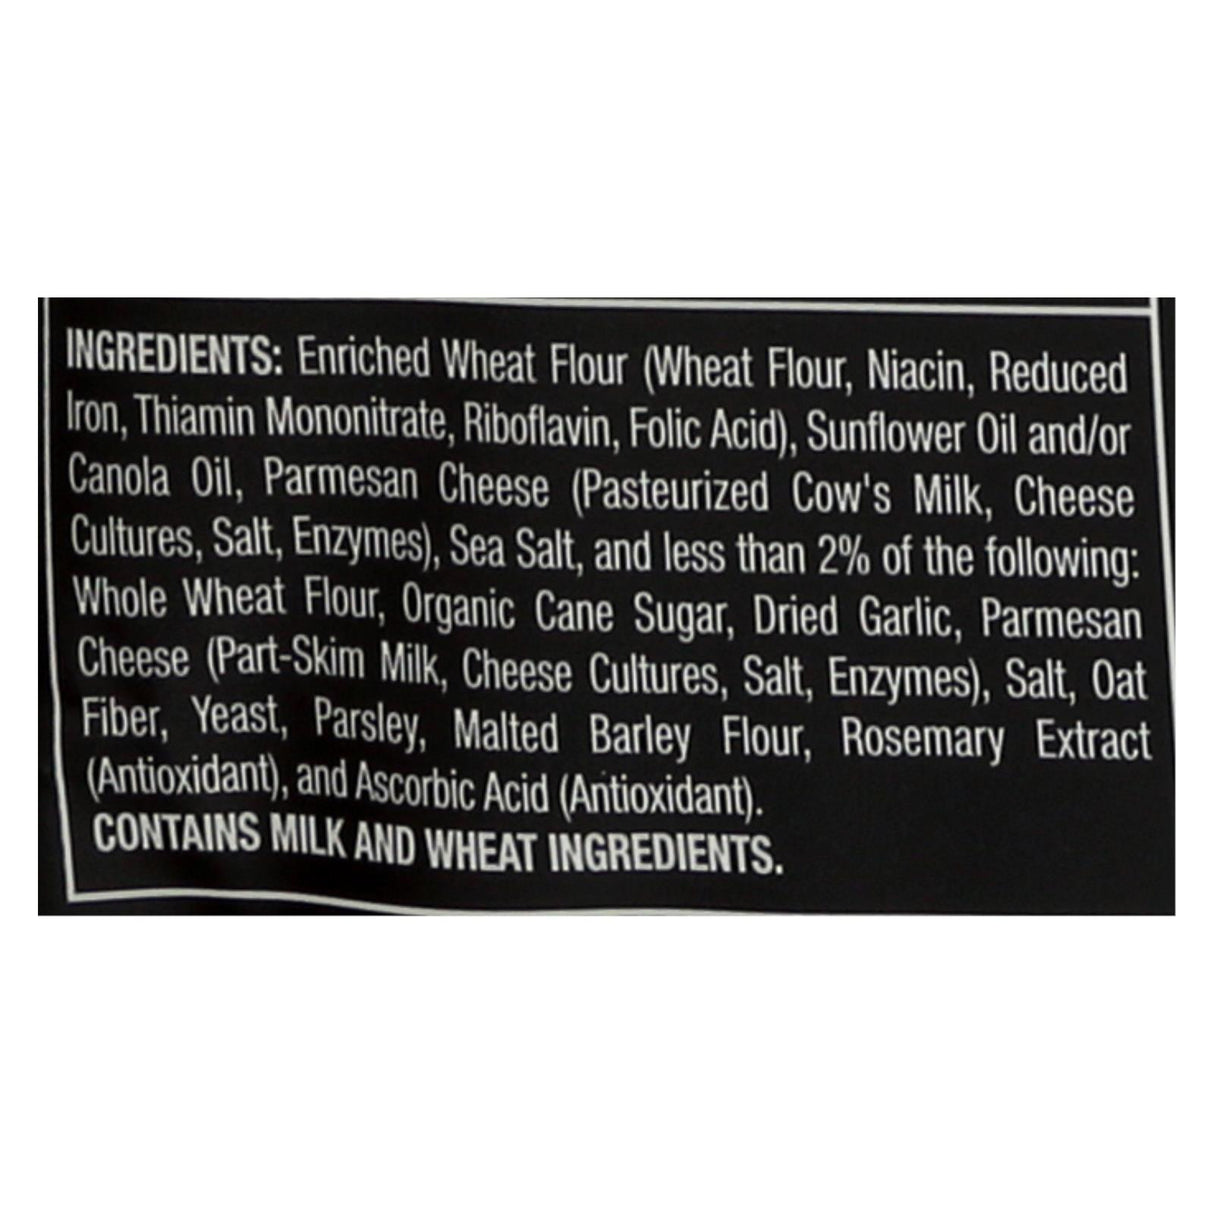 INGREDIENTS: Enriched Wheat Flour (Wheat Flour, Niacin, Reduced
Iron, Thiamin Mononitrate, Riboflavin, Folic Acid), Sunflower Oil and/or
Canola Oil, Parmesan Cheese (Pasteurized Cow's Milk, Cheese
Cultures, Salt, Enzymes), Sea Salt, and less than 2% of the following:
Whole Wheat Flour, Organic Cane Sugar, Dried Garlic, Parmesan
Cheese (Part-Skim Milk, Cheese Cultures, Salt, Enzymes), Salt, Oat
Fiber, Yeast, Parsley, Malted Barley Flour, Rosemary Extract
(Antioxidant), and Ascorbic Acid (Antioxidant).
CONTAINS MILK AND WHEAT INGREDIENTS.